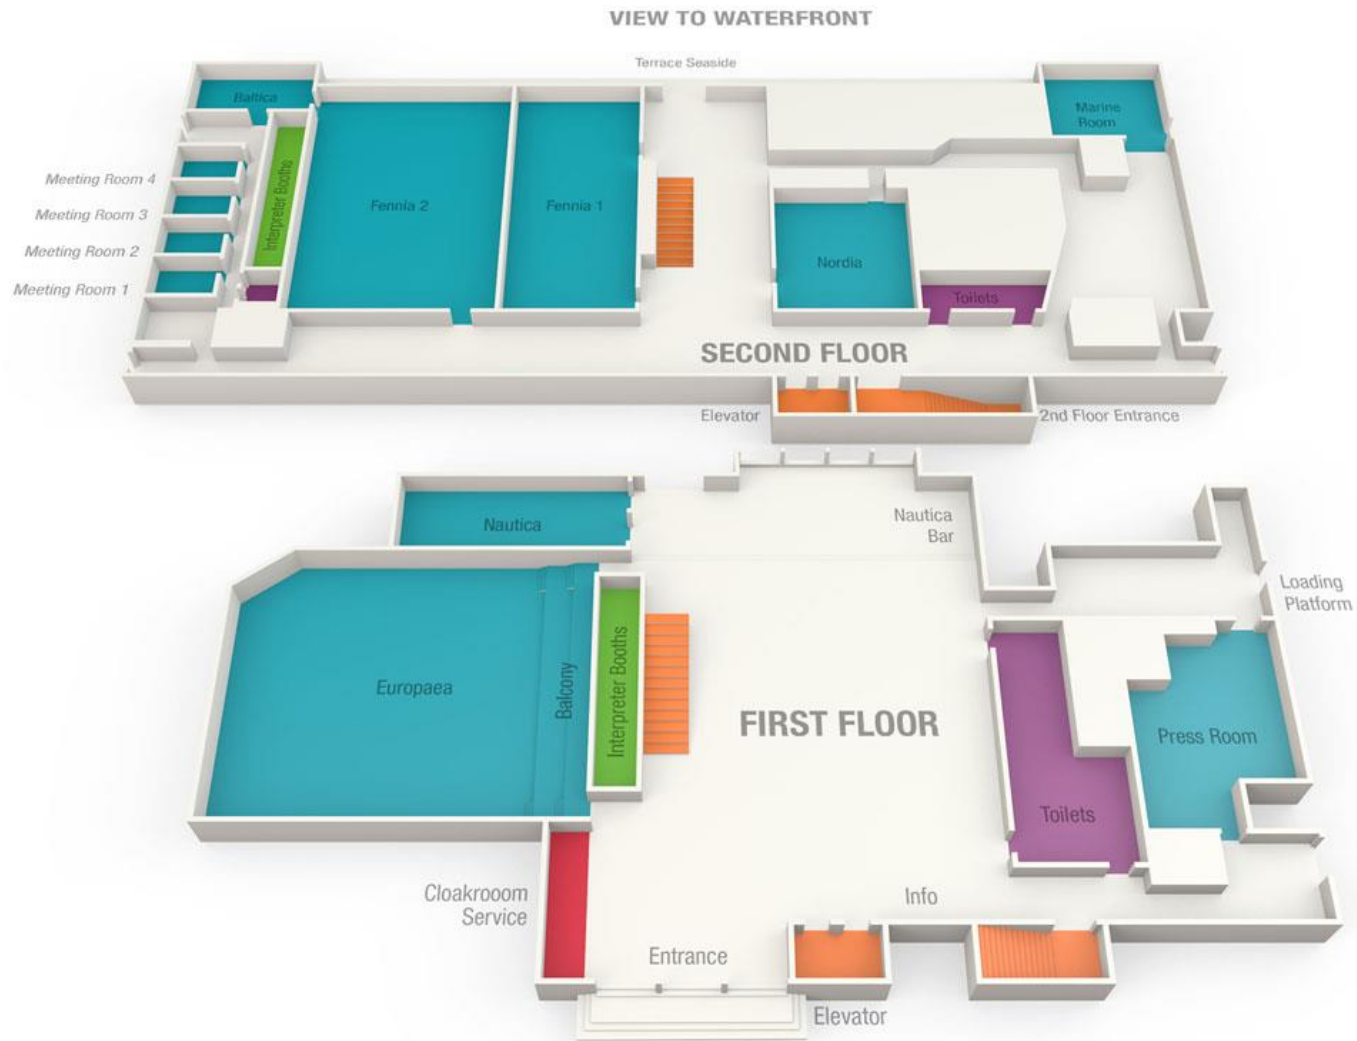 VIEW TO WATERFRONT
Terrace Seaside
Baltica
Marine
Room
Meeting Room 4
Meeting Room 3
Meeting Room 2
Meeting Room 1
Interpreter Booths
Fennia 2
Fennia 1
Nordia
Toilets
SECOND FLOOR
Elevator
2nd Floor Entrance
Nautica
Nautica
Bar
Loading
Platform
Europaea
Balcony
Interpreter Booths
FIRST FLOOR
Press Room
Toilets
Cloakrooom
Service
Info
Entrance
Elevator